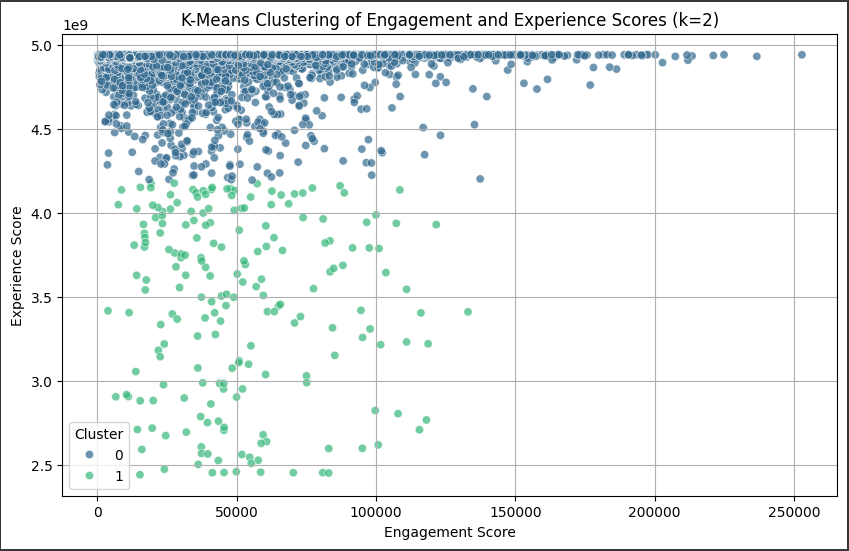 K-Means Clustering of Engagement and Experience Scores (k=2)
1e9
5.0
4.5
4.0
3.5
3.0
2.5
Experience Score
Cluster
0
1
0 50000 100000 150000 200000 250000
Engagement Score